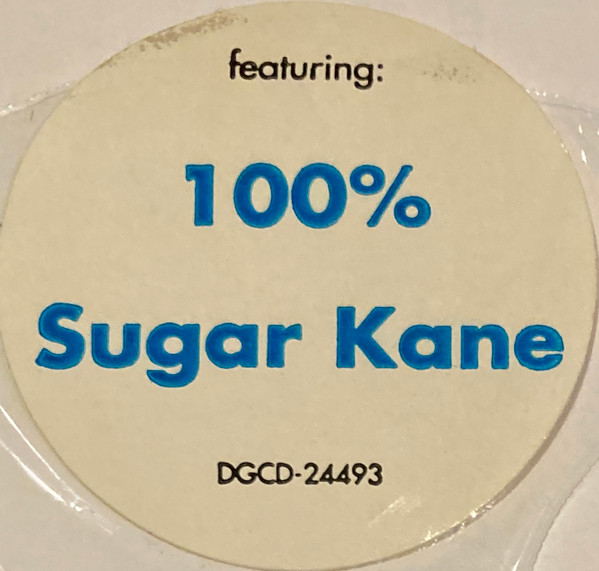 featuring:
100%
Sugar Kane
DGCD-24493